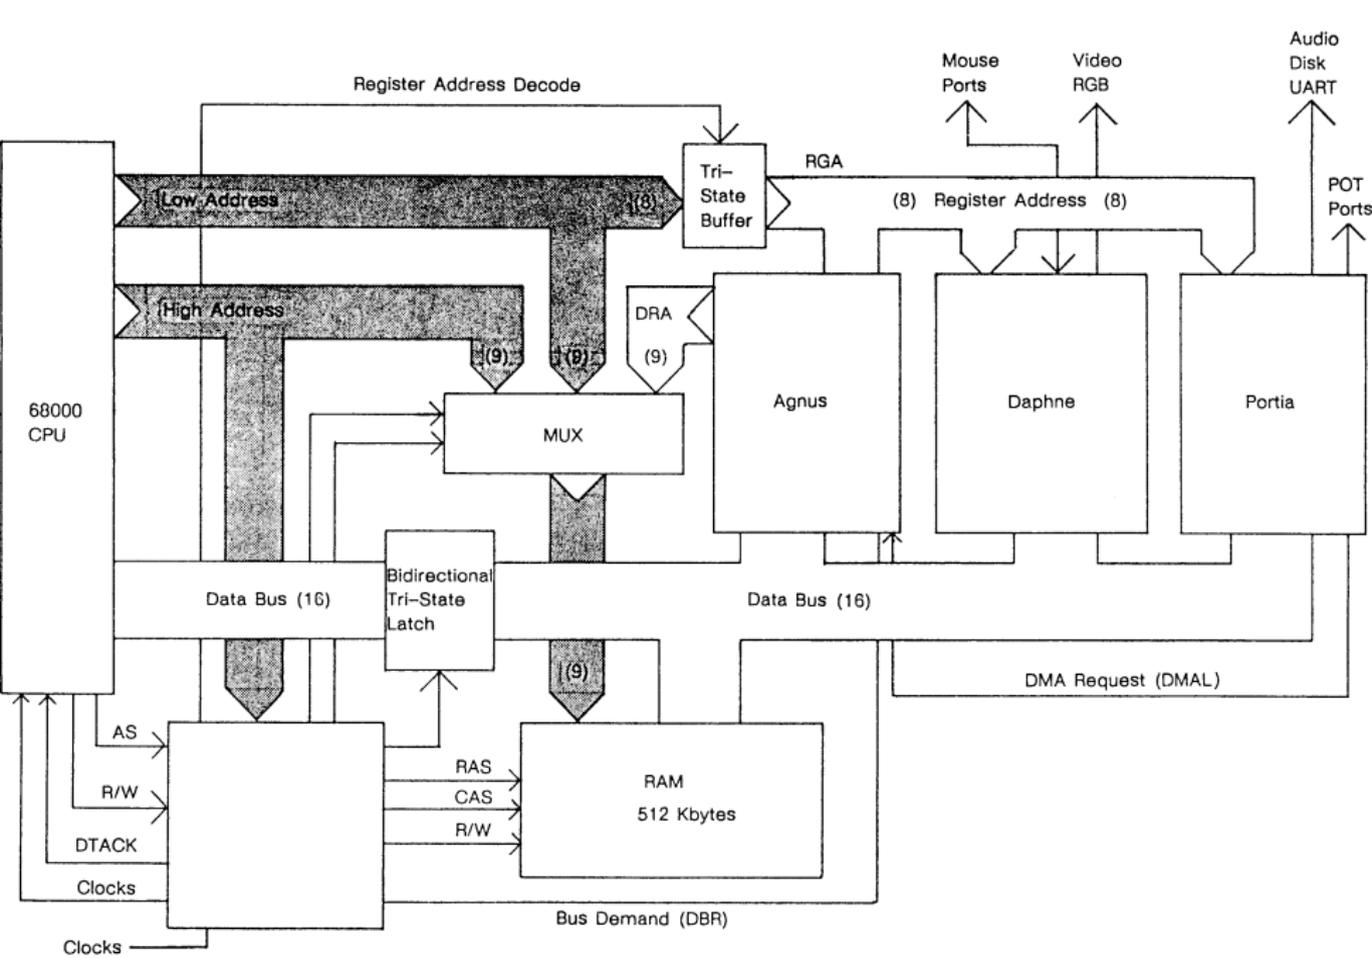 Audio
Disk
UART
Mouse
Ports
Video
RGB
Register Address Decode
RGA
Tri-
State
Buffer
Low Address
(8)
(8) Register Address (8)
POT
Ports
High Address
DRA
(9)
(9)
(9)
68000
CPU
MUX
Agnus
Daphne
Portia
Bidirectional
Tri-State
Latch
Data Bus (16)
Data Bus (16)
(9)
DMA Request (DMAL)
AS
RAS
RAM
R/W
CAS
512 Kbytes
R/W
DTACK
Clocks
Bus Demand (DBR)
Clocks